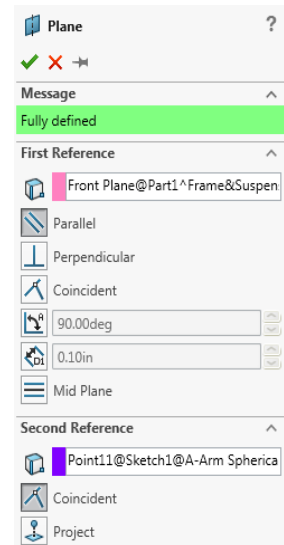 Plane ?
Message
Fully defined
First Reference
Front Plane@Part1^Frame&Suspen
Parallel
Perpendicular
Coincident
90.00deg
0.10in
Mid Plane
Second Reference
Point11@Sketch1@A-Arm Spherica
Coincident
Project